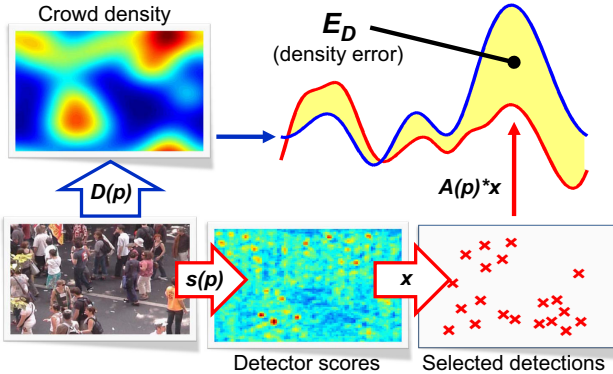 Crowd density
E_D
(density error)
D(p)
A(p)*x
s(p)
x
Detector scores
Selected detections